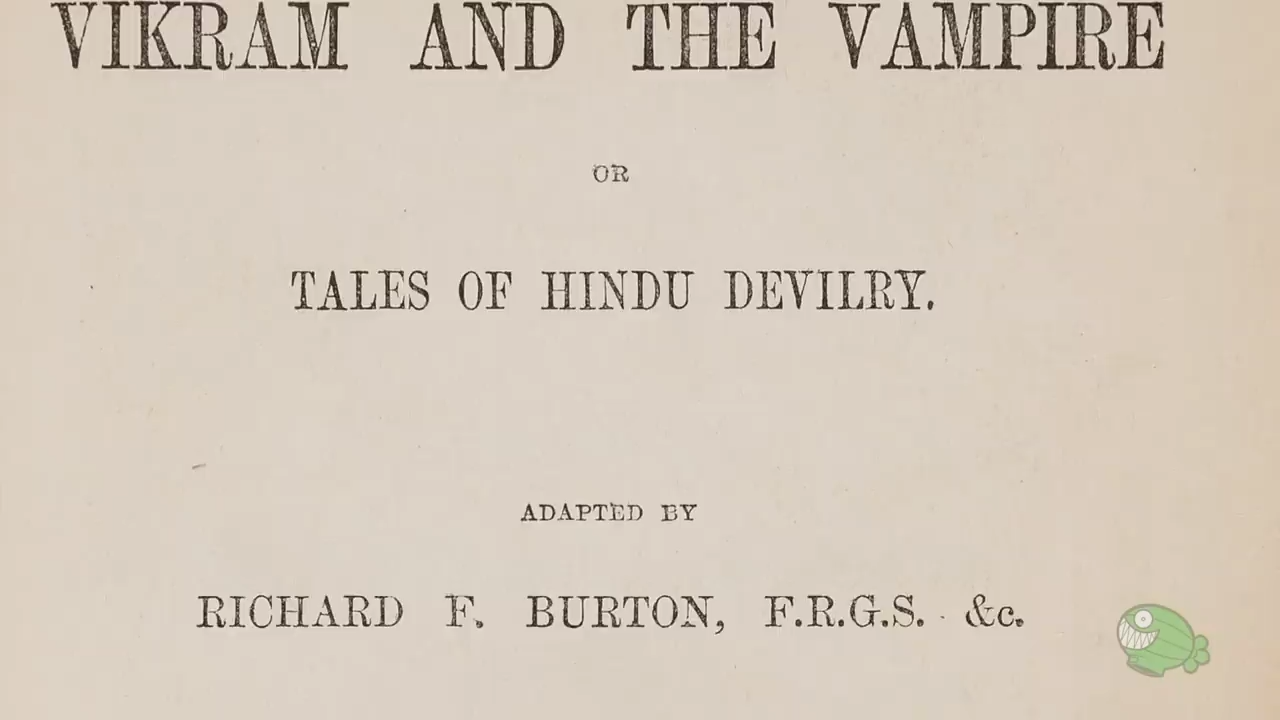 VIKRAM AND THE VAMPIRE
OR
TALES OF HINDU DEVILRY.
ADAPTED BY
RICHARD F. BURTON, F.R.G.S. &c.